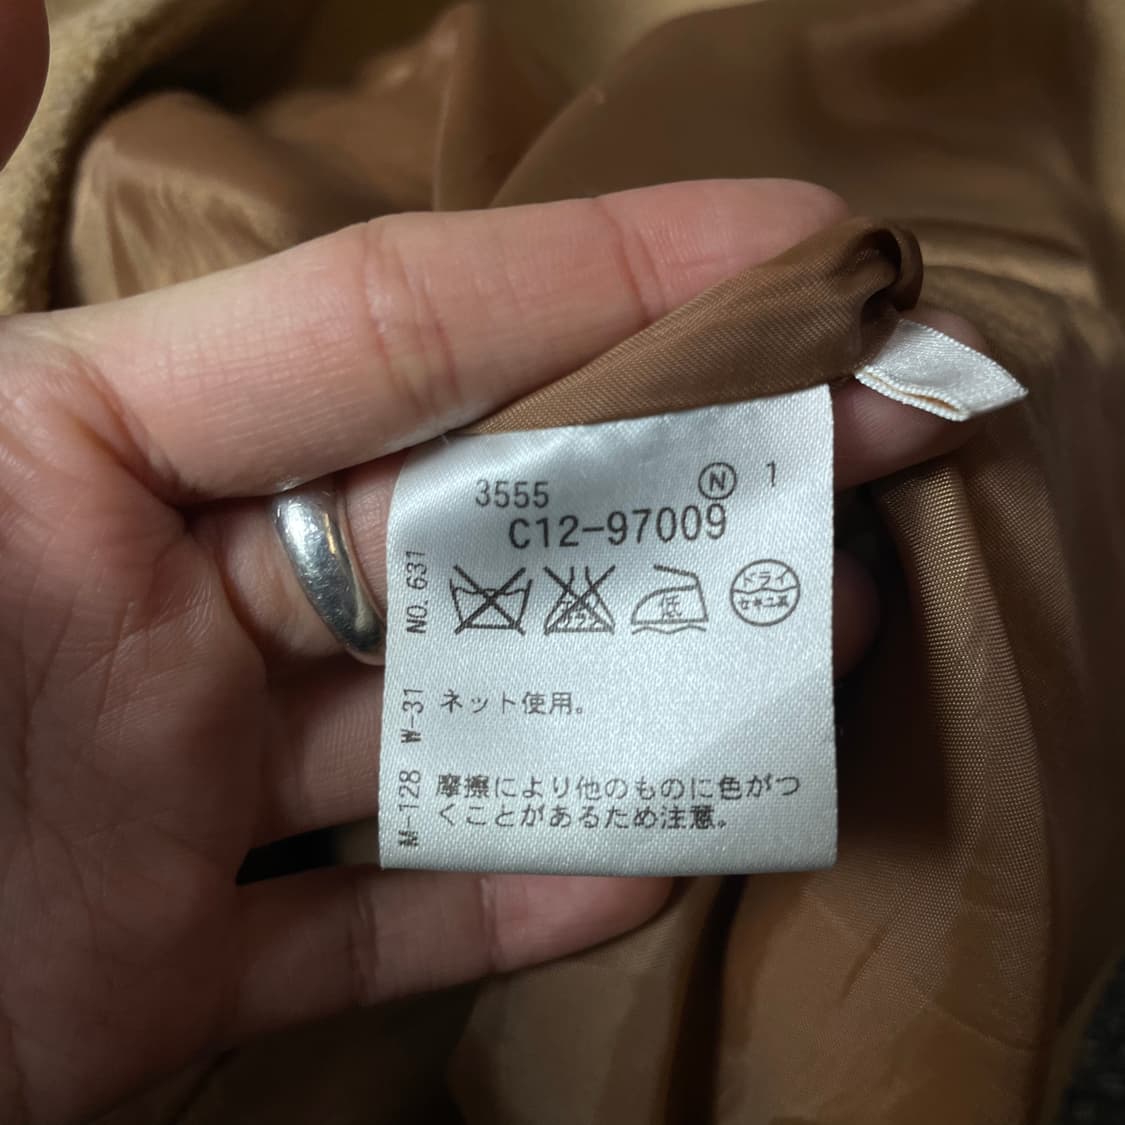 3555 Ⓝ 1
C12-97009
低 ドライ
セキユ系
ネット使用。
摩擦により他のものに色がつ
くことがあるため注意。
NO. 631
W-31
M-128